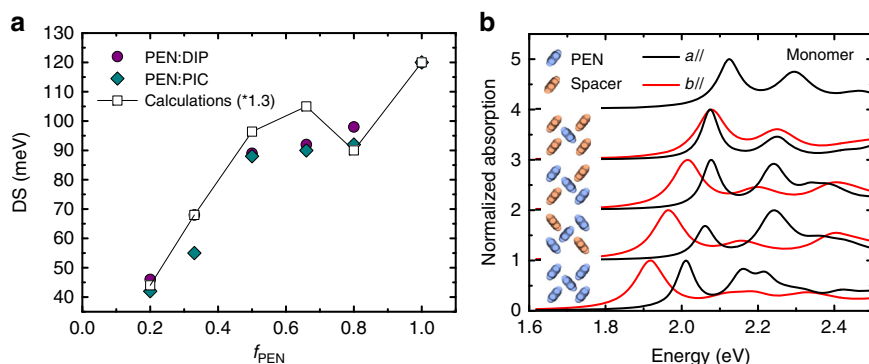 a
130
120
110
100
90
80
70
60
50
40
DS (meV)
PEN:DIP
PEN:PIC
Calculations (*1.3)
0.0 0.2 0.4 0.6 0.8 1.0
fPEN
b
5
4
3
2
1
0
Normalized absorption
PEN
Spacer
a//
b//
Monomer
1.6 1.8 2.0 2.2 2.4
Energy (eV)